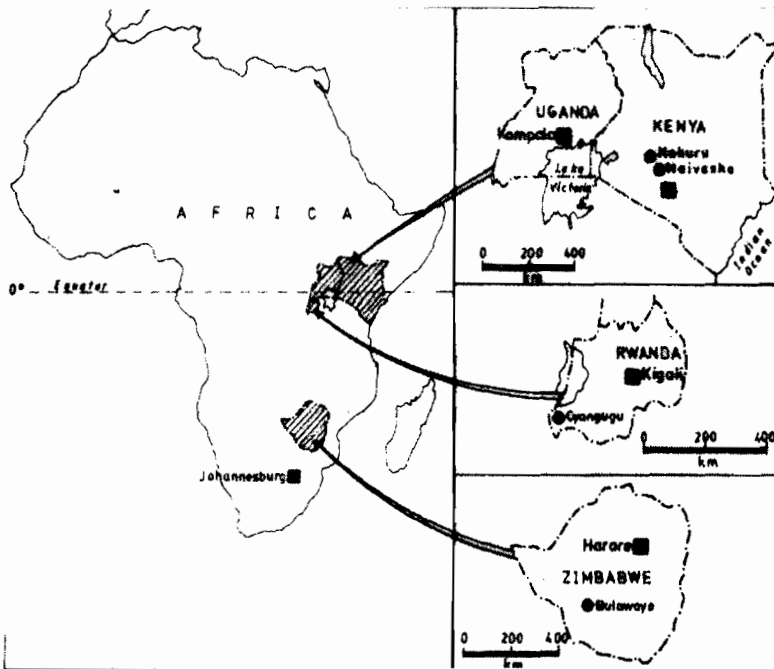 A F R I C A
0° Equator
Johannesburg
UGANDA
Kampala
KENYA
Nakuru
Naivasha
Lake
Victoria
Indian
Ocean
0 200 400
km
RWANDA
Kigali
Cyangugu
0 200 400
km
Harare
ZIMBABWE
Bulawayo
0 200 400
km